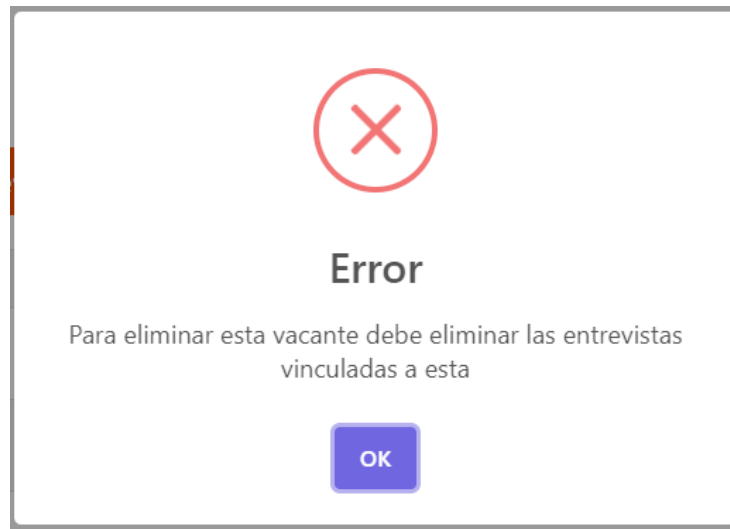 Error
Para eliminar esta vacante debe eliminar las entrevistas
vinculadas a esta
OK